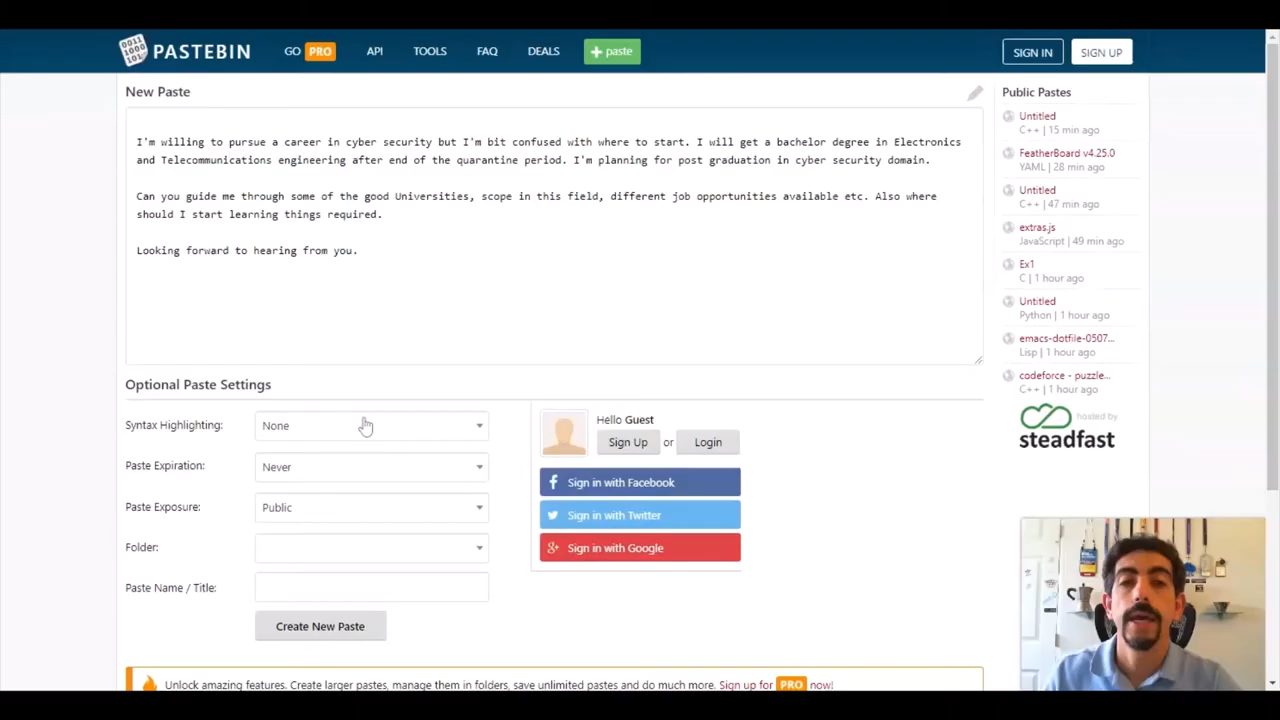 0011
1000
101
PASTEBIN
GO PRO
API
TOOLS
FAQ
DEALS
+ paste
SIGN IN
SIGN UP
New Paste
I'm willing to pursue a career in cyber security but I'm bit confused with where to start. I will get a bachelor degree in Electronics
and Telecommunications engineering after end of the quarantine period. I'm planning for post graduation in cyber security domain.
Can you guide me through some of the good Universities, scope in this field, different job opportunities available etc. Also where
should I start learning things required.
Looking forward to hearing from you.
Optional Paste Settings
Syntax Highlighting:
None
Paste Expiration:
Never
Paste Exposure:
Public
Folder:
Paste Name / Title:
Create New Paste
Hello Guest
Sign Up or Login
Sign in with Facebook
Sign in with Twitter
Sign in with Google
Unlock amazing features. Create larger pastes, manage them in folders, save unlimited pastes and do much more. Sign up for PRO now!
Public Pastes
Untitled
C++ | 15 min ago
FeatherBoard v4.25.0
YAML | 28 min ago
Untitled
C++ | 47 min ago
extras.js
JavaScript | 49 min ago
Ex1
C | 1 hour ago
Untitled
Python | 1 hour ago
emacs-dotfile-0507...
Lisp | 1 hour ago
codeforce - puzzle...
C++ | 1 hour ago
hosted by
steadfast